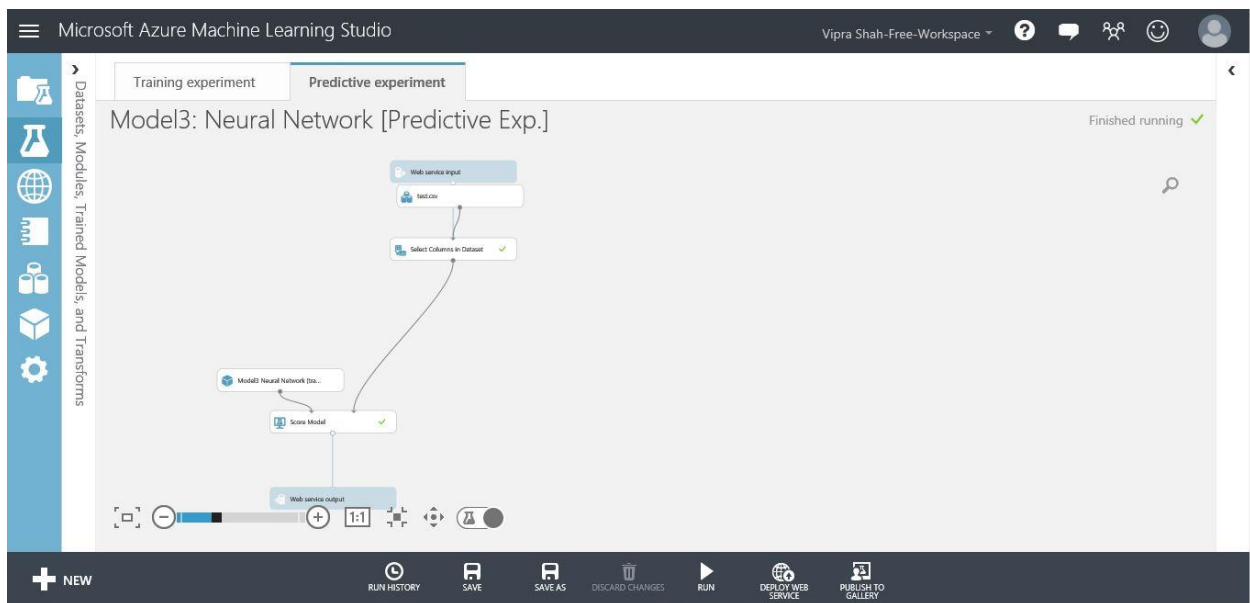 Microsoft Azure Machine Learning Studio
Vipra Shah-Free-Workspace
?
Datasets, Modules, Trained Models, and Transforms
Training experiment
Predictive experiment
Model3: Neural Network [Predictive Exp.]
Finished running
Web service input
test.csv
Select Columns in Dataset
Model3 Neural Network [tra...
Score Model
Web service output
1:1
NEW
RUN HISTORY
SAVE
SAVE AS
DISCARD CHANGES
RUN
DEPLOY WEB
SERVICE
PUBLISH TO
GALLERY